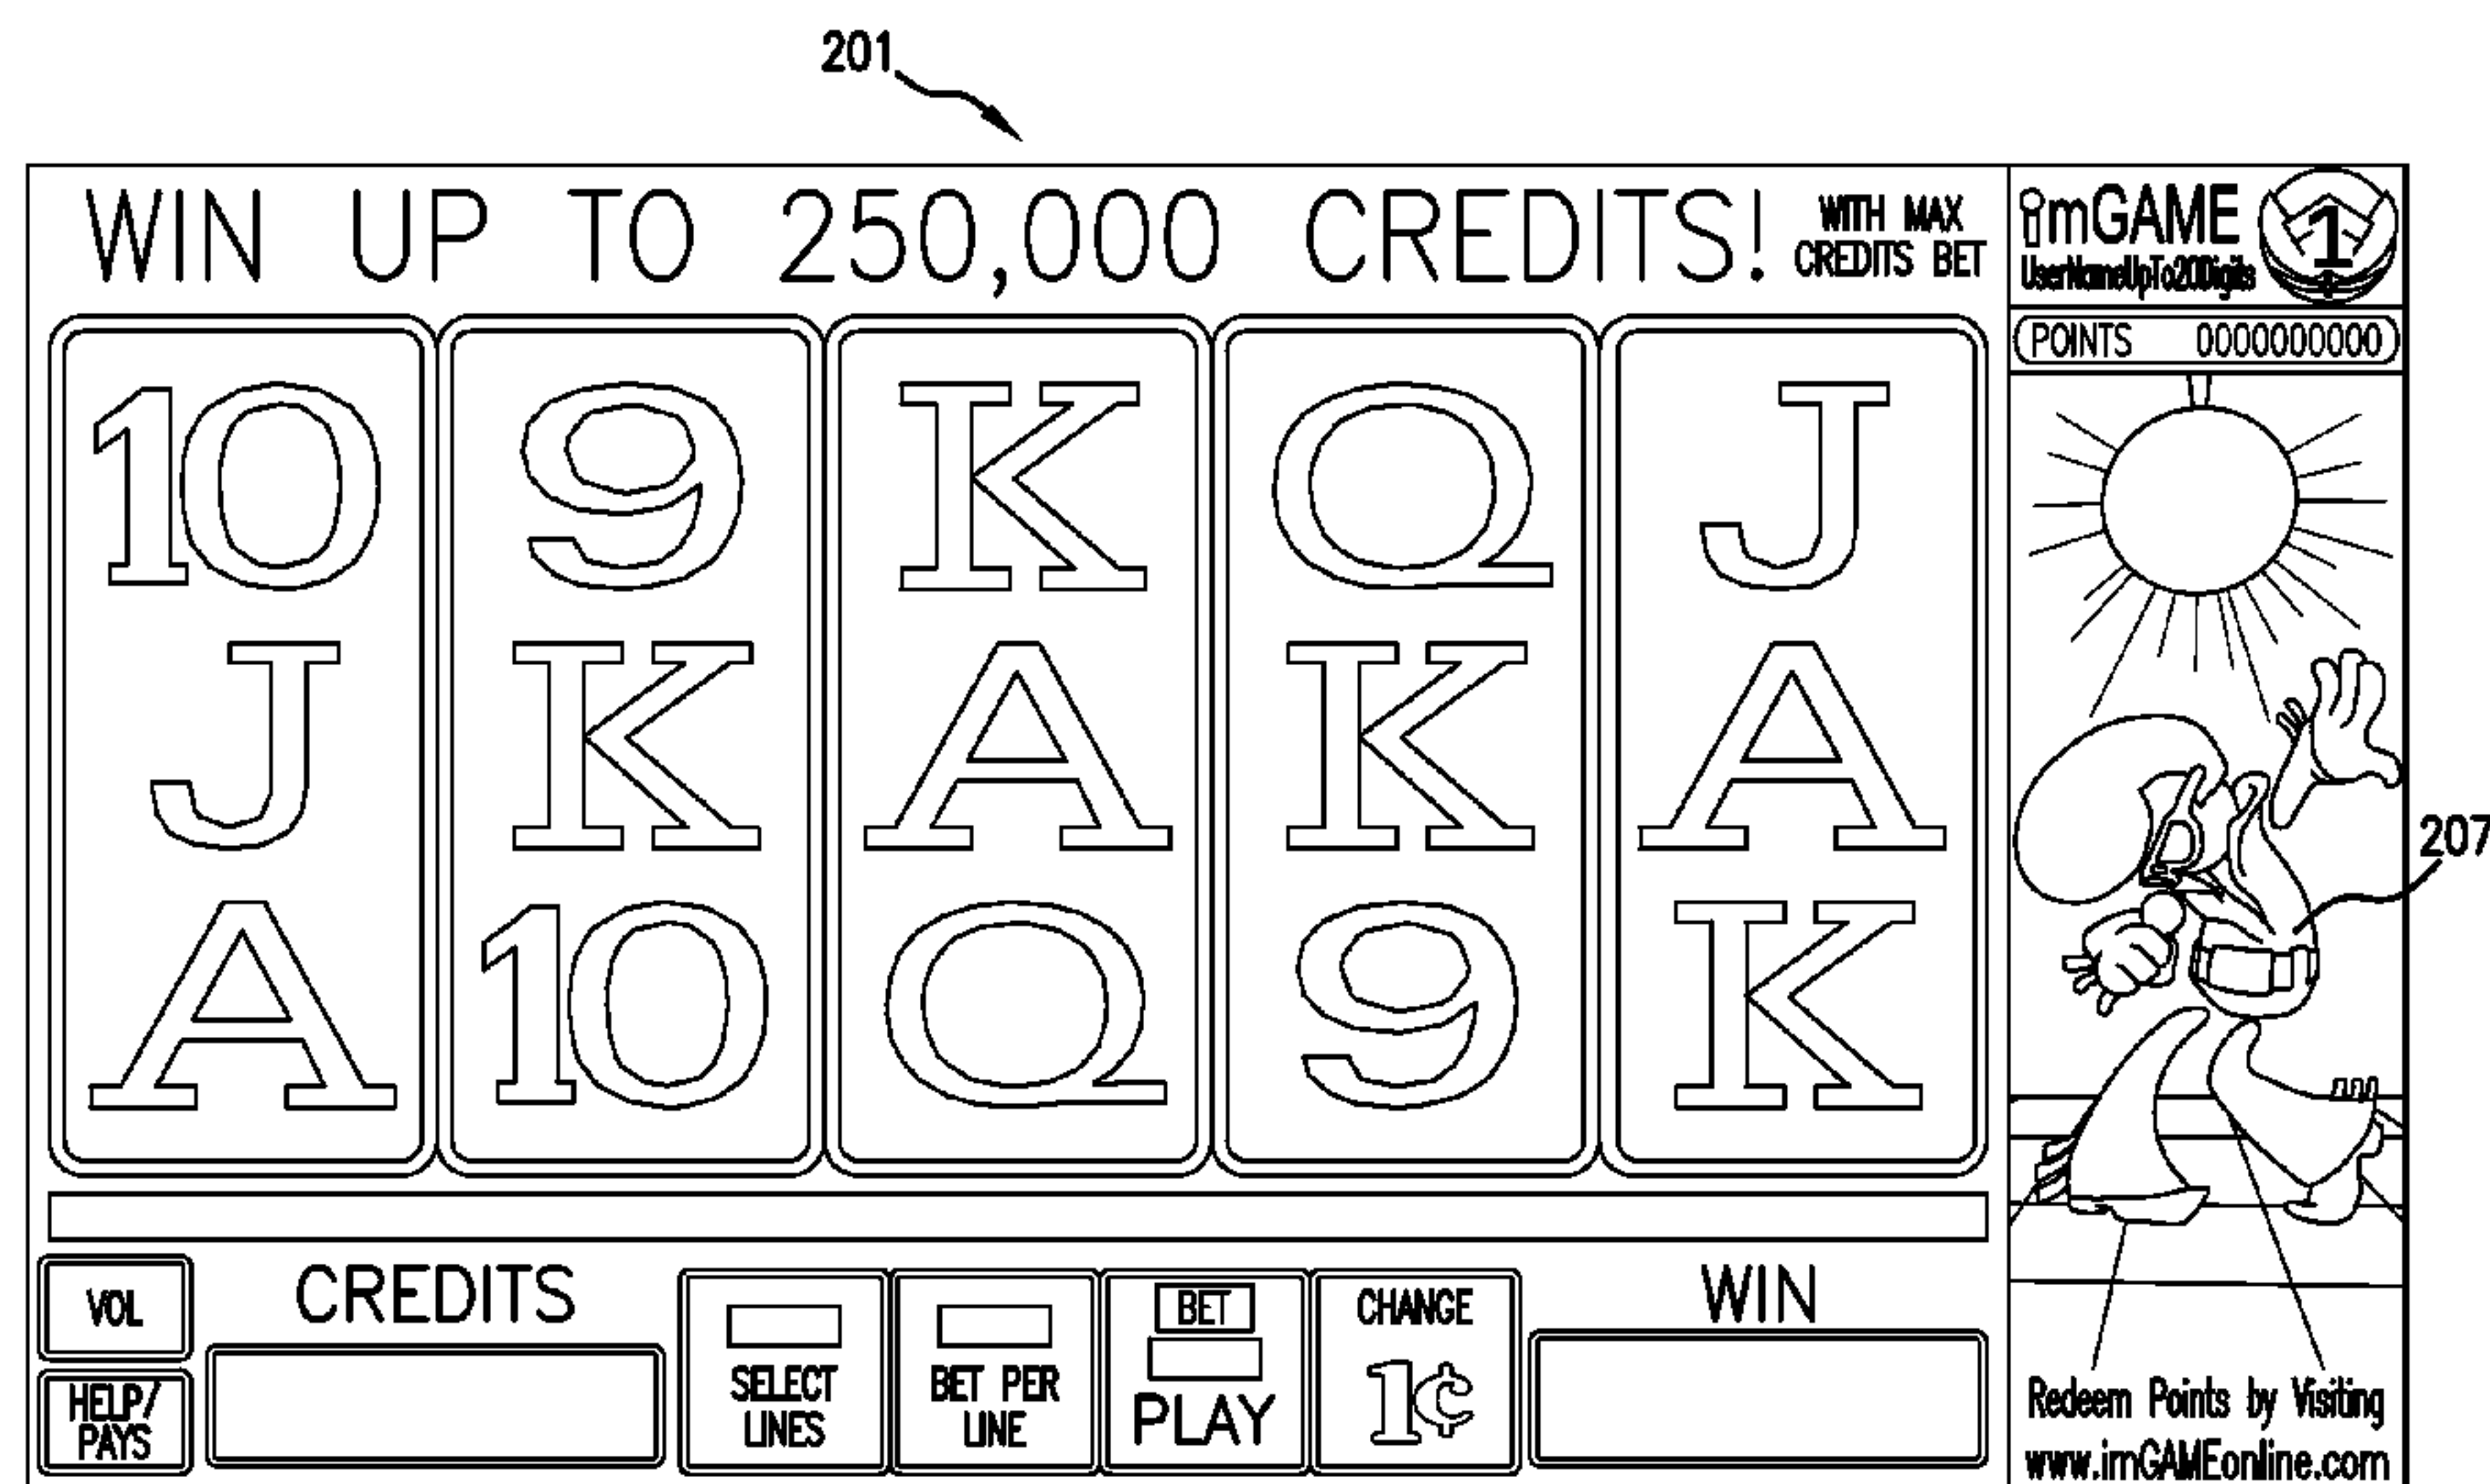 201
WIN UP TO 250,000 CREDITS! WITH MAX CREDITS BET
imGAME 1
UserNameUpTo20Digits
POINTS 0000000000
10 9 K Q J
J K A K A
A 10 Q 9 K
207
VOL
HELP/
PAYS
CREDITS
SELECT
LINES
BET PER
LINE
BET
PLAY
CHANGE
1¢
WIN
Redeem Points by Visiting
www.imGAMEonline.com